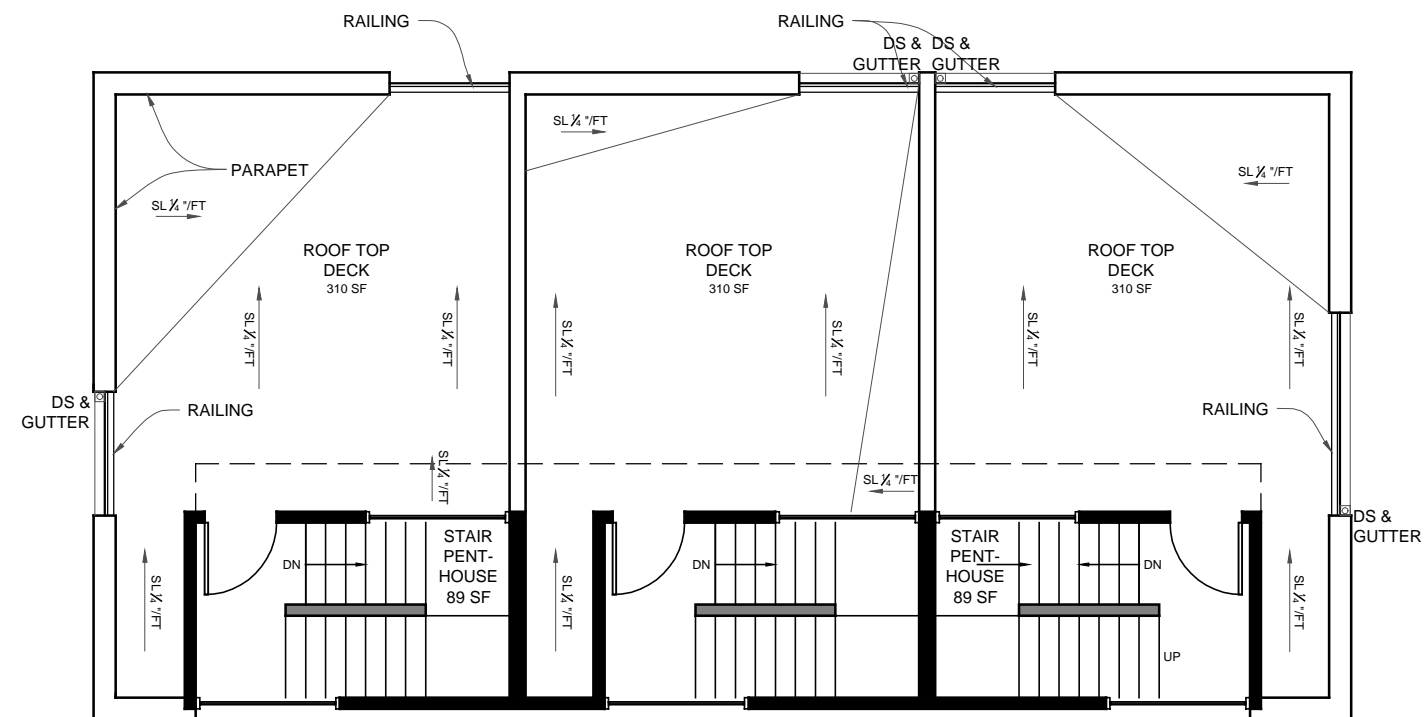 RAILING
RAILING
DS &
GUTTER
DS &
GUTTER
SL ¼ "/FT
PARAPET
SL ¼ "/FT
SL ¼ "/FT
ROOF TOP
DECK
310 SF
ROOF TOP
DECK
310 SF
ROOF TOP
DECK
310 SF
SL ¼ "/FT
SL ¼ "/FT
SL ¼ "/FT
SL ¼ "/FT
SL ¼ "/FT
SL ¼ "/FT
DS &
GUTTER
RAILING
RAILING
SL ¼ "/FT
SL ¼ "/FT
DS &
GUTTER
STAIR
PENT-
HOUSE
89 SF
STAIR
PENT-
HOUSE
89 SF
DN
DN
DN
SL ¼ "/FT
SL ¼ "/FT
SL ¼ "/FT
UP